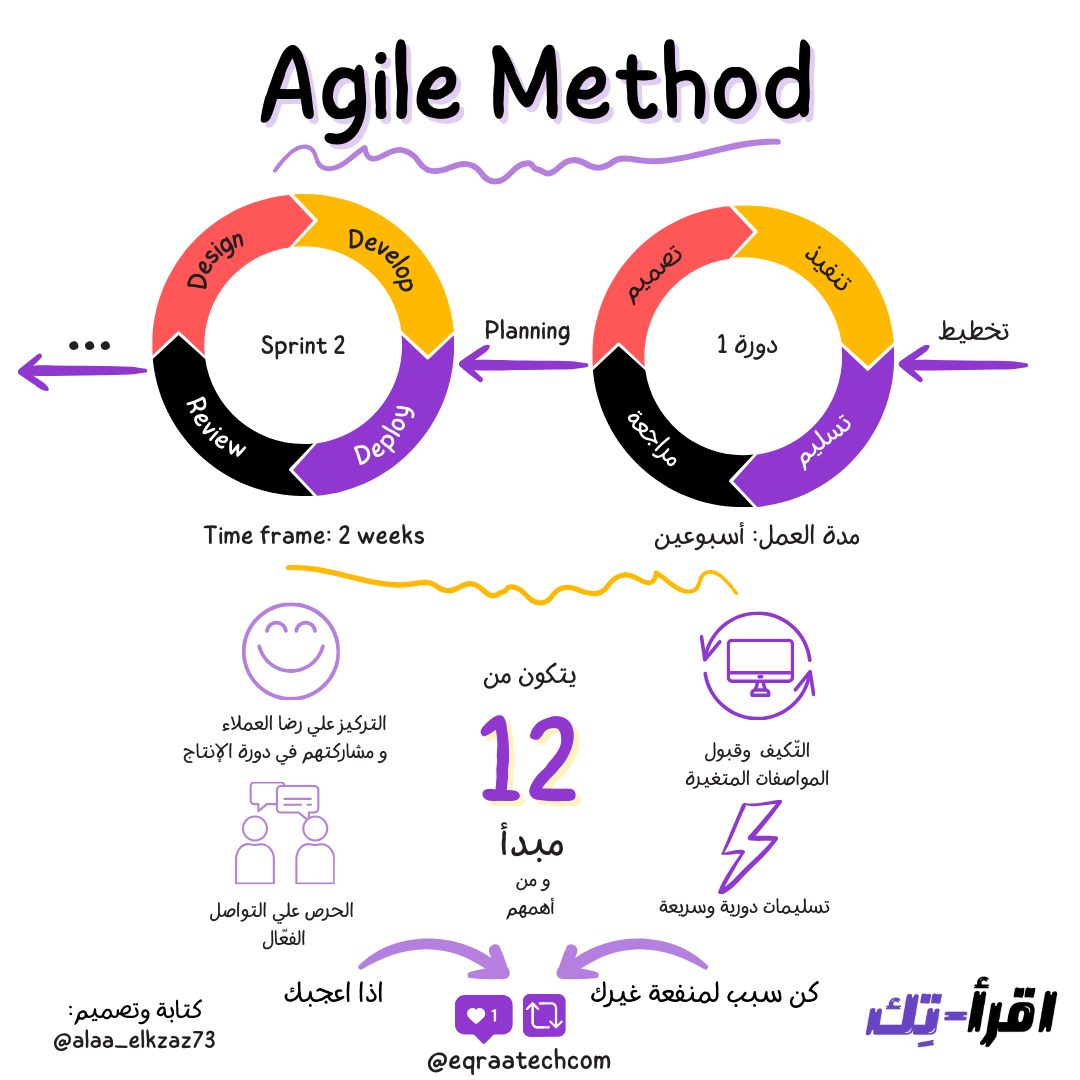 Agile Method
تخطيط
تصميم
تنفيذ
تسليم
مراجعة
دورة 1
مدة العمل: أسبوعين
Planning
Design
Develop
Deploy
Review
Sprint 2
Time frame: 2 weeks
...
يتكون من
12
مبدأ
و من
أهمهم
التّكيف وقبول
المواصفات المتغيرة
تسليمات دورية وسريعة
التركيز علي رضا العملاء
و مشاركتهم في دورة الإنتاج
الحرص علي التواصل
الفعّال
كن سبب لمنفعة غيرك
اذا اعجبك
1
@eqraatechcom
كتابة وتصميم:
@alaa_elkzaz73
اقرأ-تِك